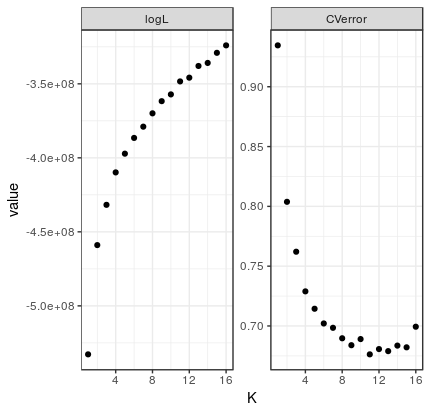 logL
CVerror
value
-3.5e+08
-4.0e+08
-4.5e+08
-5.0e+08
4
8
12
16
0.90
0.85
0.80
0.75
0.70
4
8
12
16
K